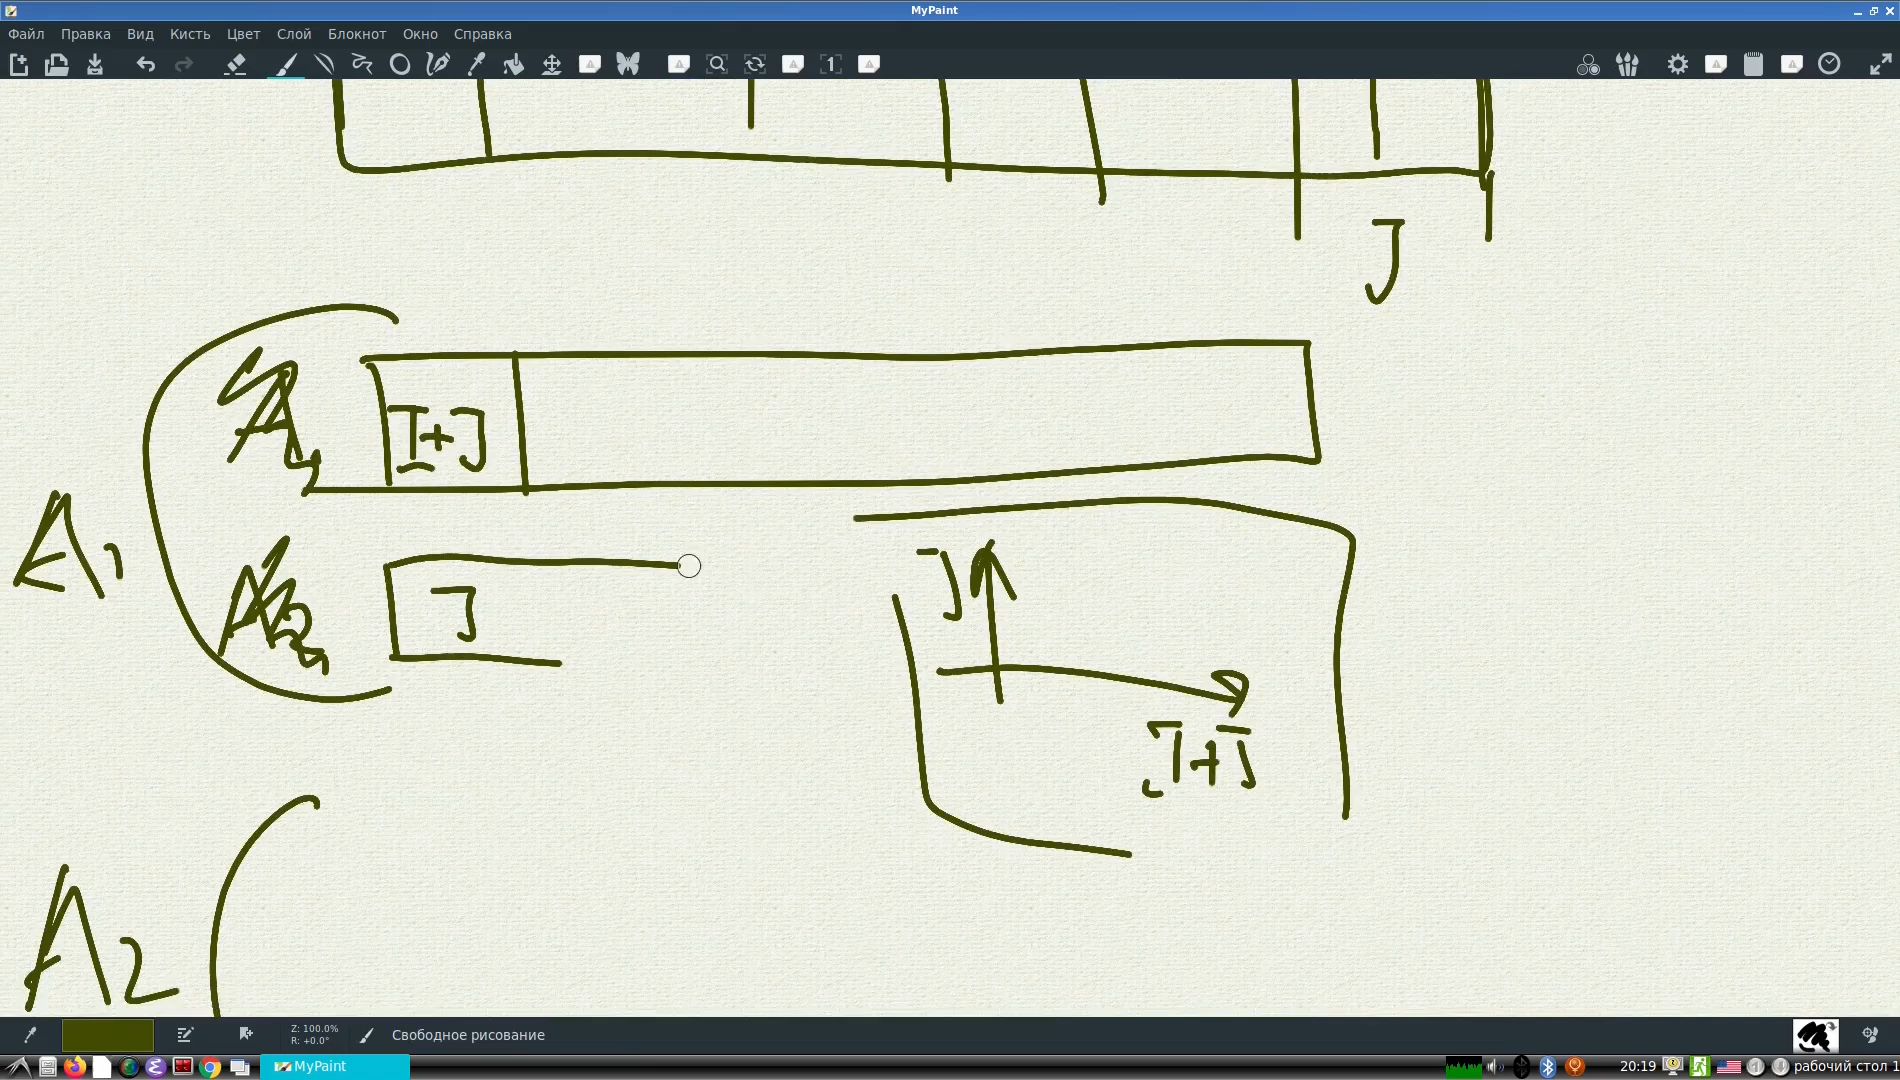 MyPaint
Файл Правка Вид Кисть Цвет Слой Блокнот Окно Справка
J
I+J
A1
J
J
I+J
A2
Z: 100.0%
R: +0.0°
Свободное рисование
MyPaint
20:19
рабочий стол 1